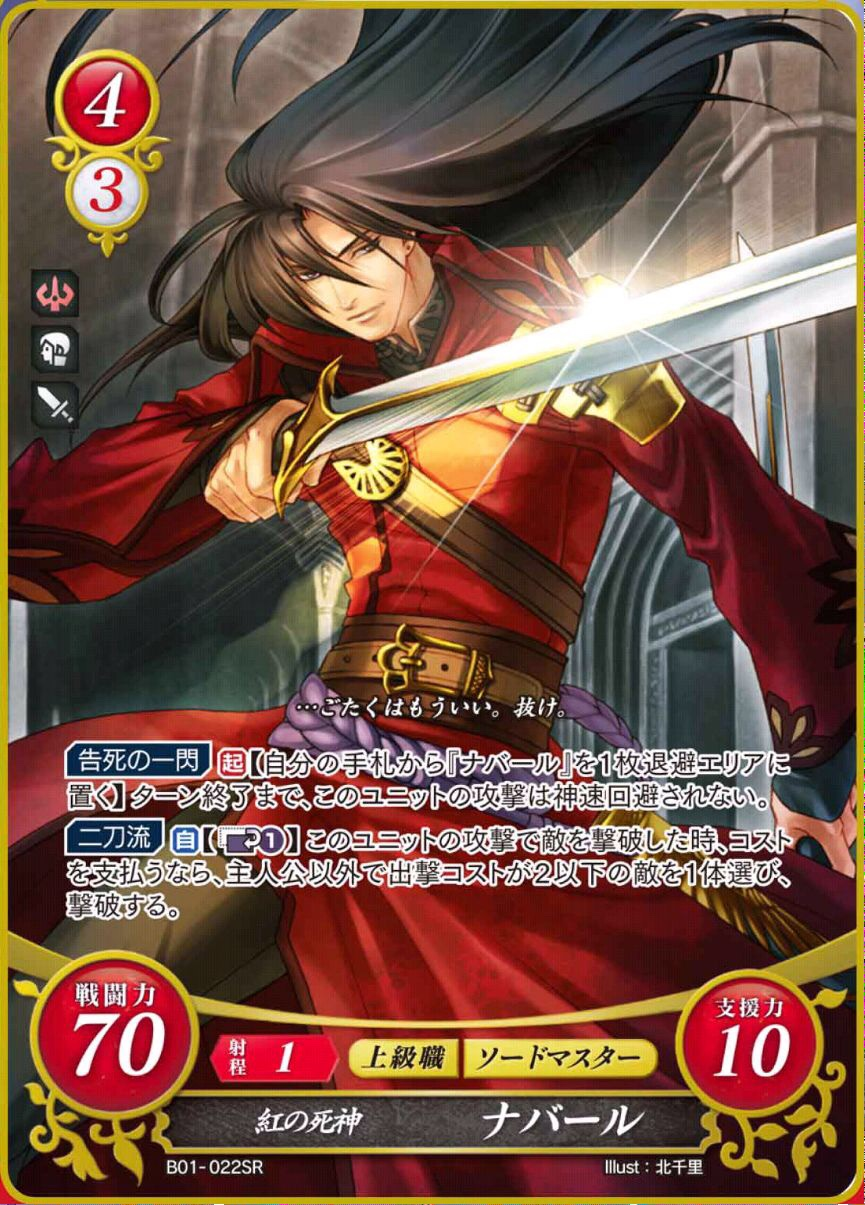 4
3
…ごたくはもういい。抜け。
告死の一閃 起【自分の手札から『ナバール』を1枚退避エリアに
置く】ターン終了まで、このユニットの攻撃は神速回避されない。
二刀流 自【1】このユニットの攻撃で敵を撃破した時、コスト
を支払うなら、主人公以外で出撃コストが2以下の敵を1体選び、
撃破する。
戦闘力
70
射程 1
上級職 ソードマスター
支援力
10
紅の死神 ナバール
B01-022SR Illust：北千里